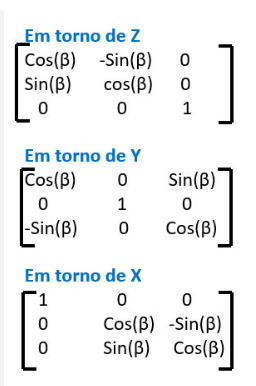 Em torno de Z
Cos(β) -Sin(β) 0
Sin(β) cos(β) 0
0 0 1
Em torno de Y
Cos(β) 0 Sin(β)
0 1 0
-Sin(β) 0 Cos(β)
Em torno de X
1 0 0
0 Cos(β) -Sin(β)
0 Sin(β) Cos(β)